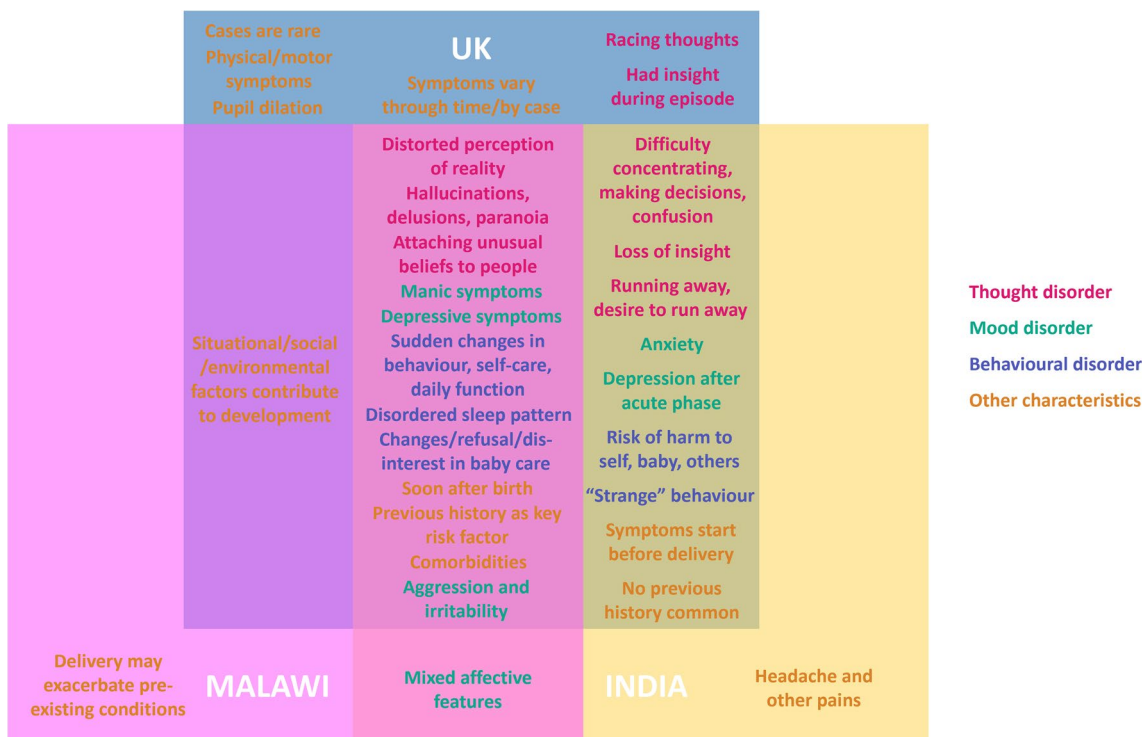 Cases are rare
Physical/motor
symptoms
Pupil dilation
UK
Symptoms vary
through time/by case
Racing thoughts
Had insight
during episode
Situational/social
/environmental
factors contribute
to development
Distorted perception
of reality
Hallucinations,
delusions, paranoia
Attaching unusual
beliefs to people
Manic symptoms
Depressive symptoms
Sudden changes in
behaviour, self-care,
daily function
Disordered sleep pattern
Changes/refusal/dis-
interest in baby care
Soon after birth
Previous history as key
risk factor
Comorbidities
Aggression and
irritability
Difficulty
concentrating,
making decisions,
confusion
Loss of insight
Running away,
desire to run away
Anxiety
Depression after
acute phase
Risk of harm to
self, baby, others
“Strange” behaviour
Symptoms start
before delivery
No previous
history common
Delivery may
exacerbate pre-
existing conditions
MALAWI
Mixed affective
features
INDIA
Headache and
other pains
Thought disorder
Mood disorder
Behavioural disorder
Other characteristics